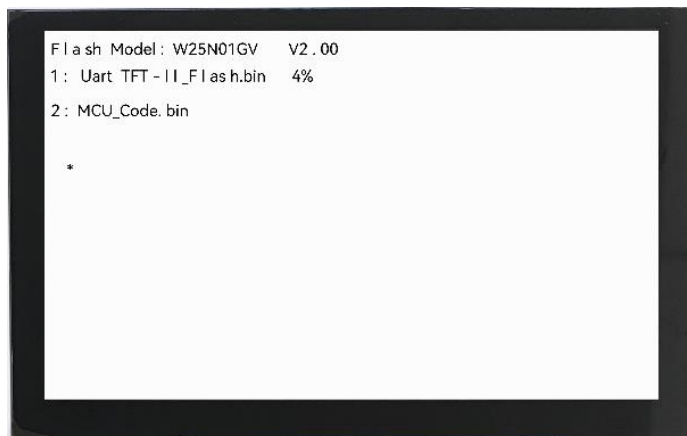 Flash Model: W25N01GV V2.00
1: Uart TFT-II_Flash.bin 4%
2: MCU_Code.bin
*